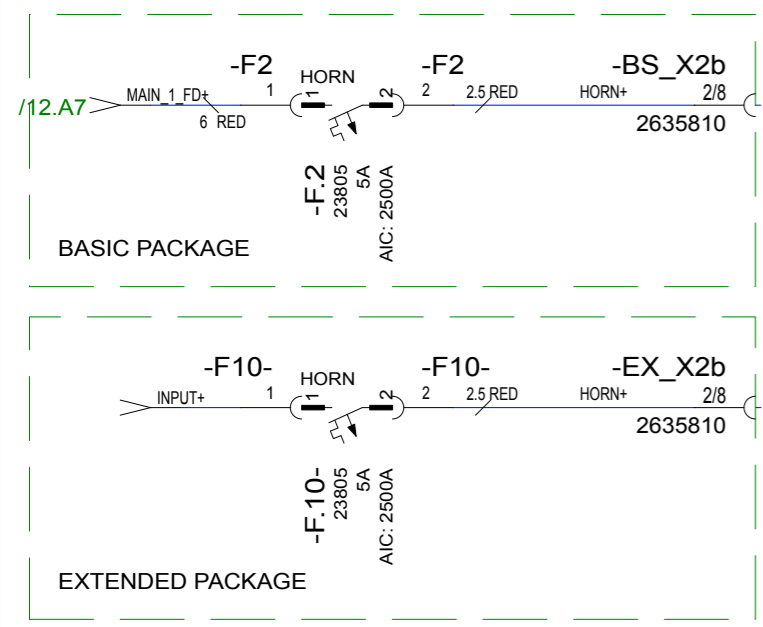 -F2
HORN
-F2
-BS_X2b
/12.A7
MAIN_1_FD+
1
1
2
2
2.5 RED
HORN+
2/8
6 RED
2635810
-F.2
23805
5A
AIC: 2500A
BASIC PACKAGE
-F10-
HORN
-F10-
-EX_X2b
INPUT+
1
1
2
2
2.5 RED
HORN+
2/8
2635810
-F.10-
23805
5A
AIC: 2500A
EXTENDED PACKAGE